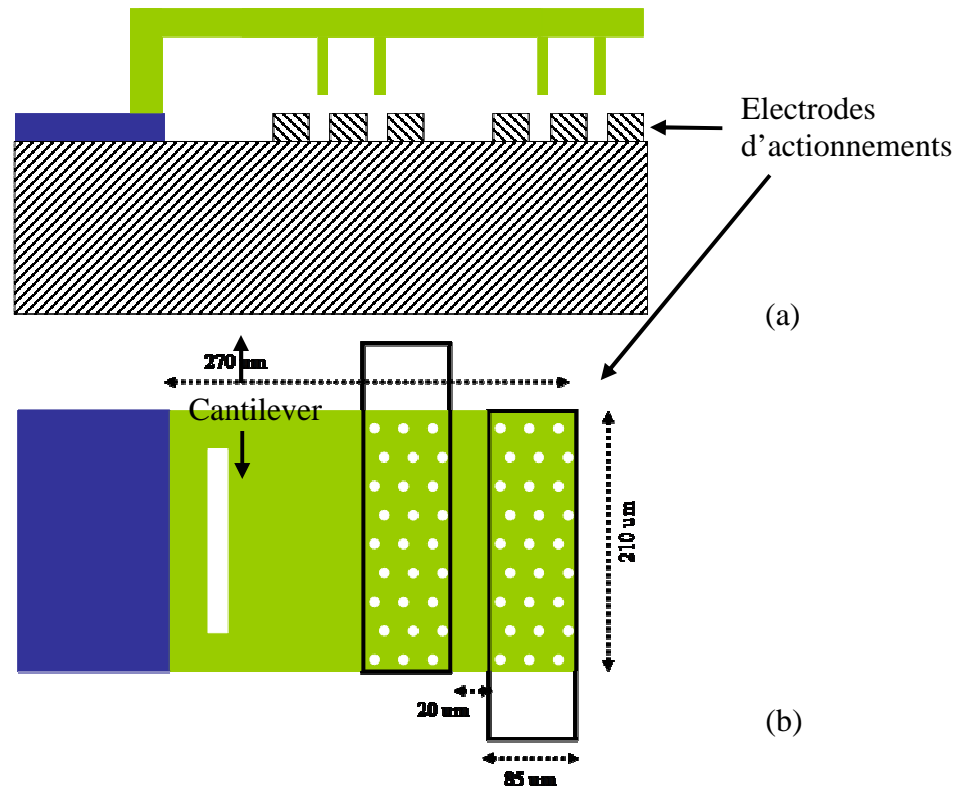 Electrodes
d’actionnements
(a)
270 um
Cantilever
210 um
20 um
(b)
85 um